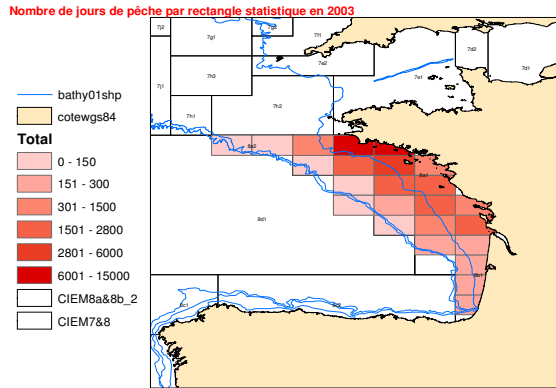 Nombre de jours de pêche par rectangle statistique en 2003
bathy01shp
cotewgs84
Total
0 - 150
151 - 300
301 - 1500
1501 - 2800
2801 - 6000
6001 - 15000
CIEM8a&8b_2
CIEM7&8
7j2
7g1
7f1
7e2
7d2
7d1
7h3
7j1
7e1
7h1
7h2
8a2
8a1
8d1
8b1
8c1